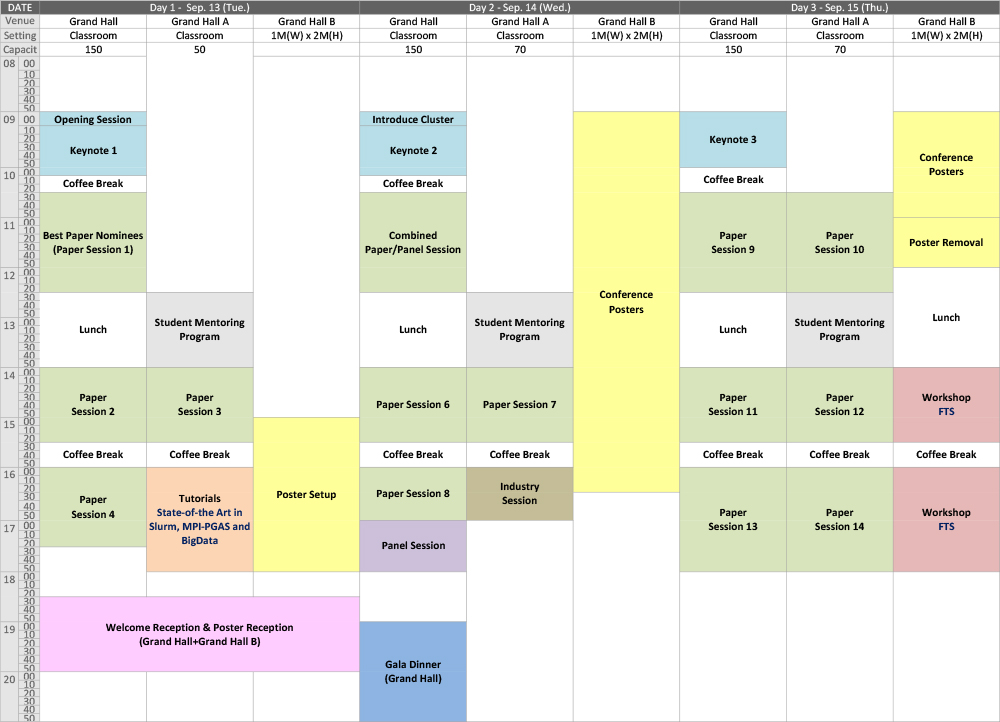 DATE Day 1 - Sep. 13 (Tue.) Day 2 - Sep. 14 (Wed.) Day 3 - Sep. 15 (Thu.)
Venue Grand Hall Grand Hall A Grand Hall B Grand Hall Grand Hall A Grand Hall B Grand Hall Grand Hall A Grand Hall B
Setting Classroom Classroom 1M(W) x 2M(H) Classroom Classroom 1M(W) x 2M(H) Classroom Classroom 1M(W) x 2M(H)
Capacit 150 50 150 70 150 70
08 00
10
20
30
40
50
09 00 Opening Session Introduce Cluster
10
20
30
40
50
Keynote 1 Keynote 2 Keynote 3
Conference
Posters
10 00
10
20
Coffee Break Coffee Break Coffee Break
30
40
50
11 00
10
20
30
40
50
Best Paper Nominees
(Paper Session 1)
Combined
Paper/Panel Session
Paper
Session 9
Paper
Session 10
Poster Removal
12 00
10
20
30
40
50
Conference
Posters
13 00
10
20
30
40
50
Lunch
Student Mentoring
Program
Lunch
Student Mentoring
Program
Lunch
Student Mentoring
Program
Lunch
14 00
10
20
30
40
50
Paper
Session 2
Paper
Session 3
Paper Session 6 Paper Session 7
Paper
Session 11
Paper
Session 12
Workshop
FTS
15 00
10
20
30
40
50
Coffee Break Coffee Break Coffee Break Coffee Break Coffee Break Coffee Break Coffee Break
16 00
10
20
30
40
50
Paper
Session 4
Tutorials
State-of-the Art in
Slurm, MPI-PGAS and
BigData
Poster Setup
Paper Session 8
Industry
Session
Paper
Session 13
Paper
Session 14
Workshop
FTS
17 00
10
20
30
40
50
Panel Session
18 00
10
20
30
40
50
19 00
10
20
30
40
50
Welcome Reception & Poster Reception
(Grand Hall+Grand Hall B)
Gala Dinner
(Grand Hall)
20 00
10
20
30
40
50